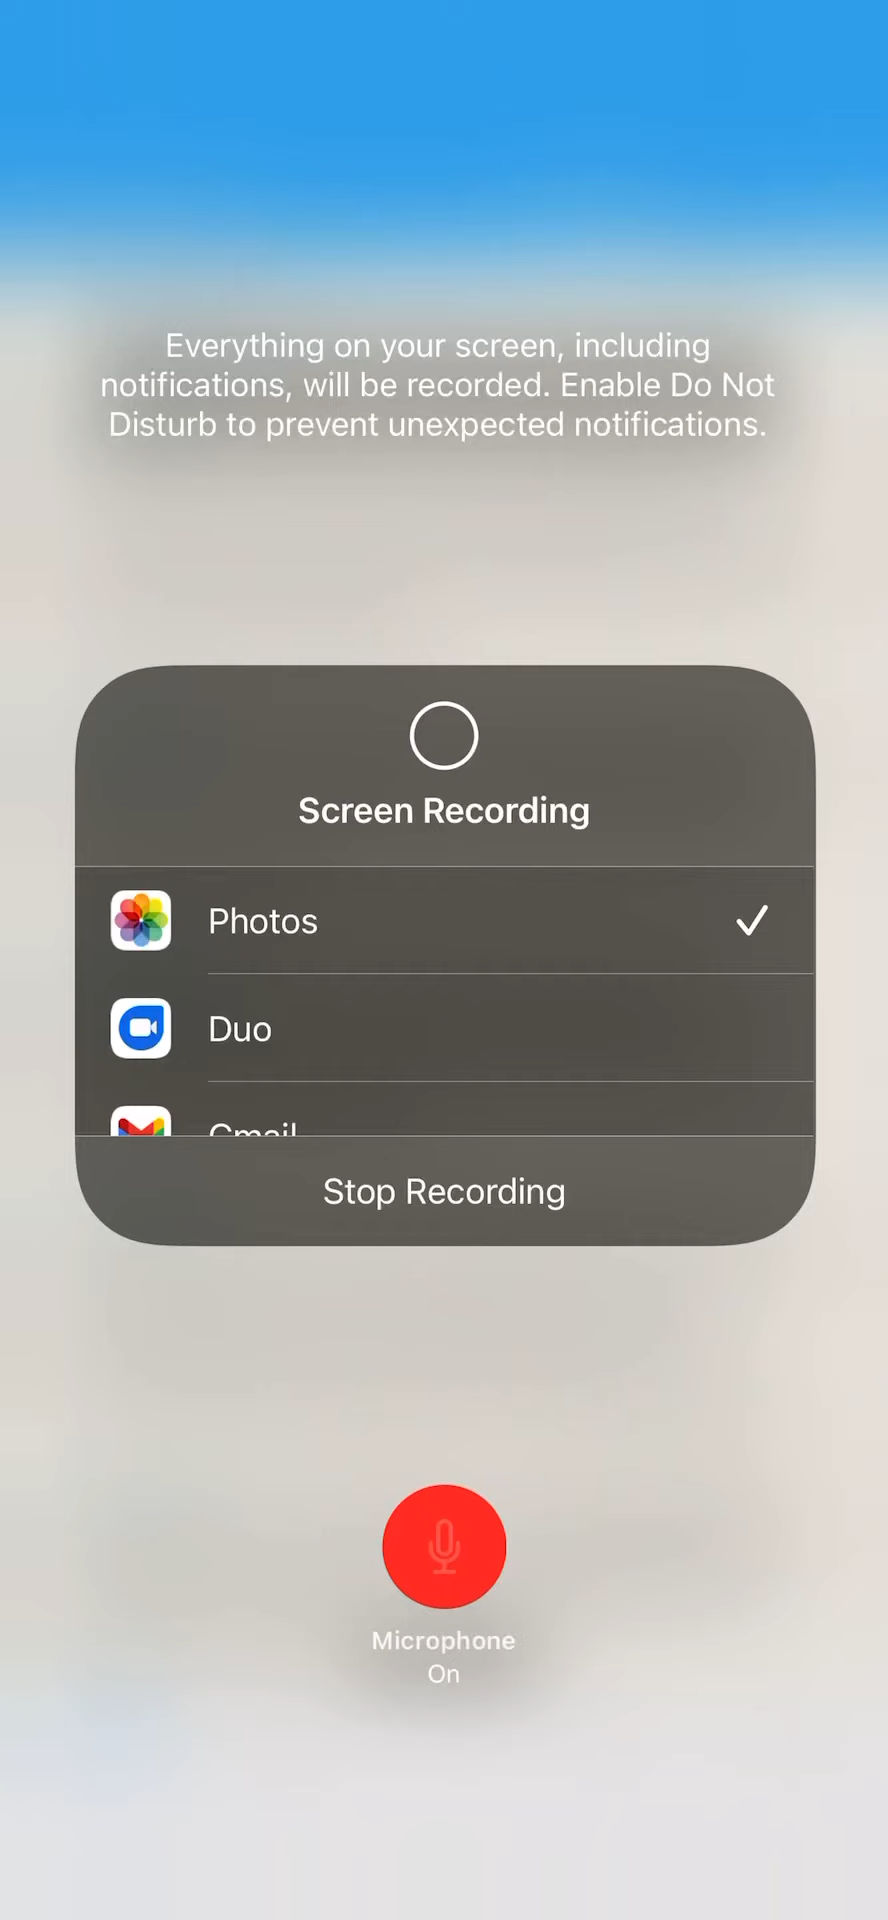 Everything on your screen, including
notifications, will be recorded. Enable Do Not
Disturb to prevent unexpected notifications.
Screen Recording
Photos
Duo
Gmail
Stop Recording
Microphone
On